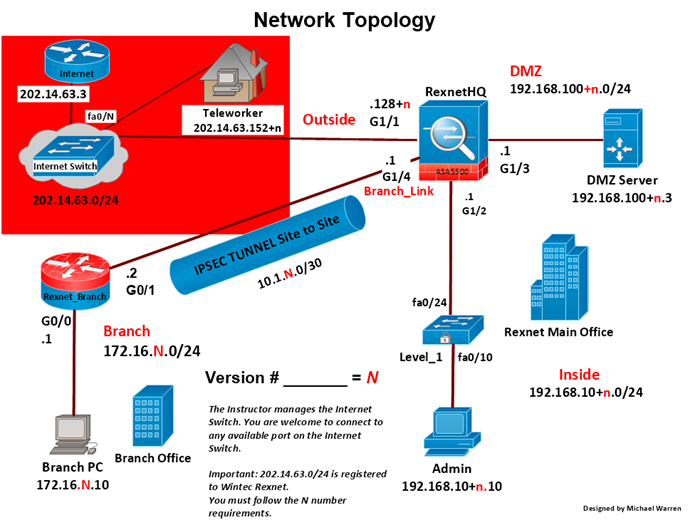 Network Topology
Internet
202.14.63.3
fa0/N
Teleworker
202.14.63.152+n
Internet Switch
202.14.63.0/24
Outside
.128+n
G1/1
RexnetHQ
ASA5500
DMZ
192.168.100+n.0/24
.1
G1/3
DMZ Server
192.168.100+n.3
.1
G1/4
Branch_Link
.1
G1/2
IPSEC TUNNEL Site to Site
10.1.N.0/30
.2
G0/1
Rexnet_Branch
G0/0
.1
Branch
172.16.N.0/24
fa0/24
Level_1
fa0/10
Rexnet Main Office
Inside
192.168.10+n.0/24
Version # _______ = N
The Instructor manages the Internet
Switch. You are welcome to connect to
any available port on the Internet
Switch.
Important: 202.14.63.0/24 is registered
to Wintec Rexnet.
You must follow the N number
requirements.
Branch PC
172.16.N.10
Branch Office
Admin
192.168.10+n.10
Designed by Michael Warren